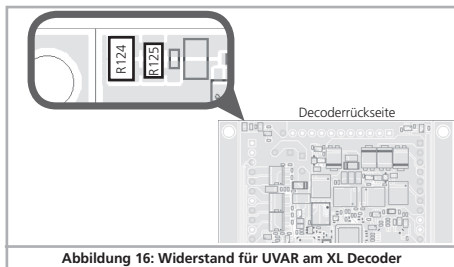 R124
R125
Decoderrückseite
Abbildung 16: Widerstand für UVAR am XL Decoder